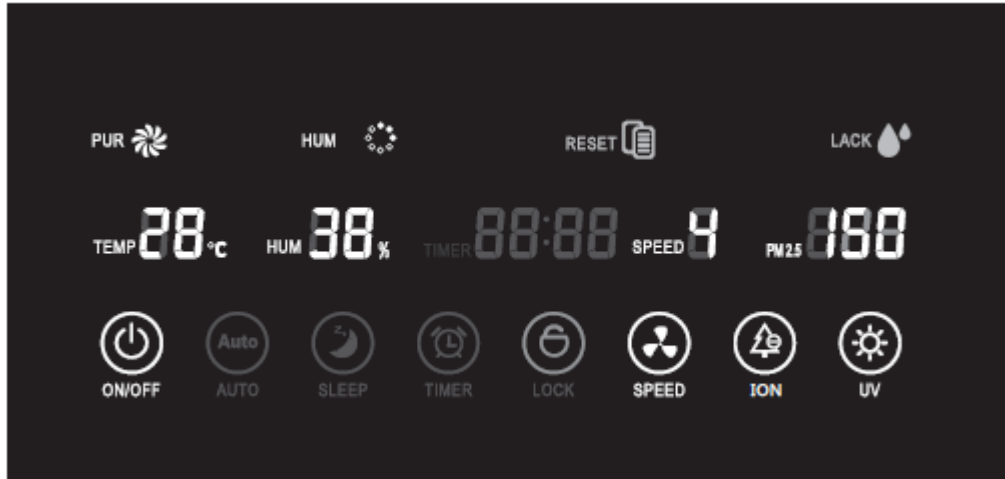 PUR HUM RESET LACK
TEMP 28 °C HUM 38 % TIMER 88:88 SPEED 4 PM2.5 150
Auto
ON/OFF AUTO SLEEP TIMER LOCK SPEED ION UV